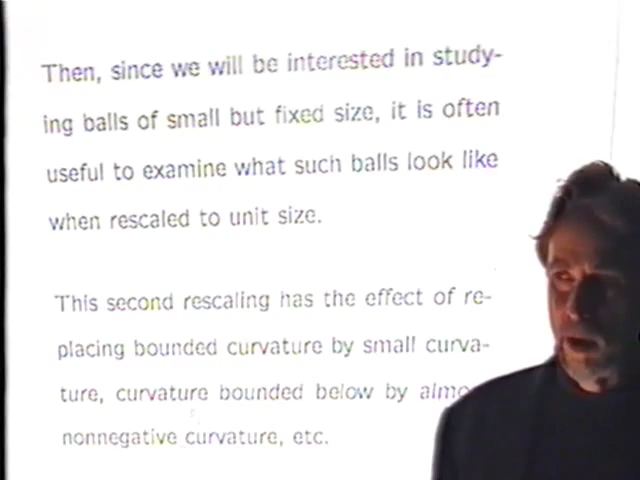 Then, since we will be interested in study-
ing balls of small but fixed size, it is often
useful to examine what such balls look like
when rescaled to unit size.
This second rescaling has the effect of re-
placing bounded curvature by small curva-
ture, curvature bounded below by almo
nonnegative curvature, etc.